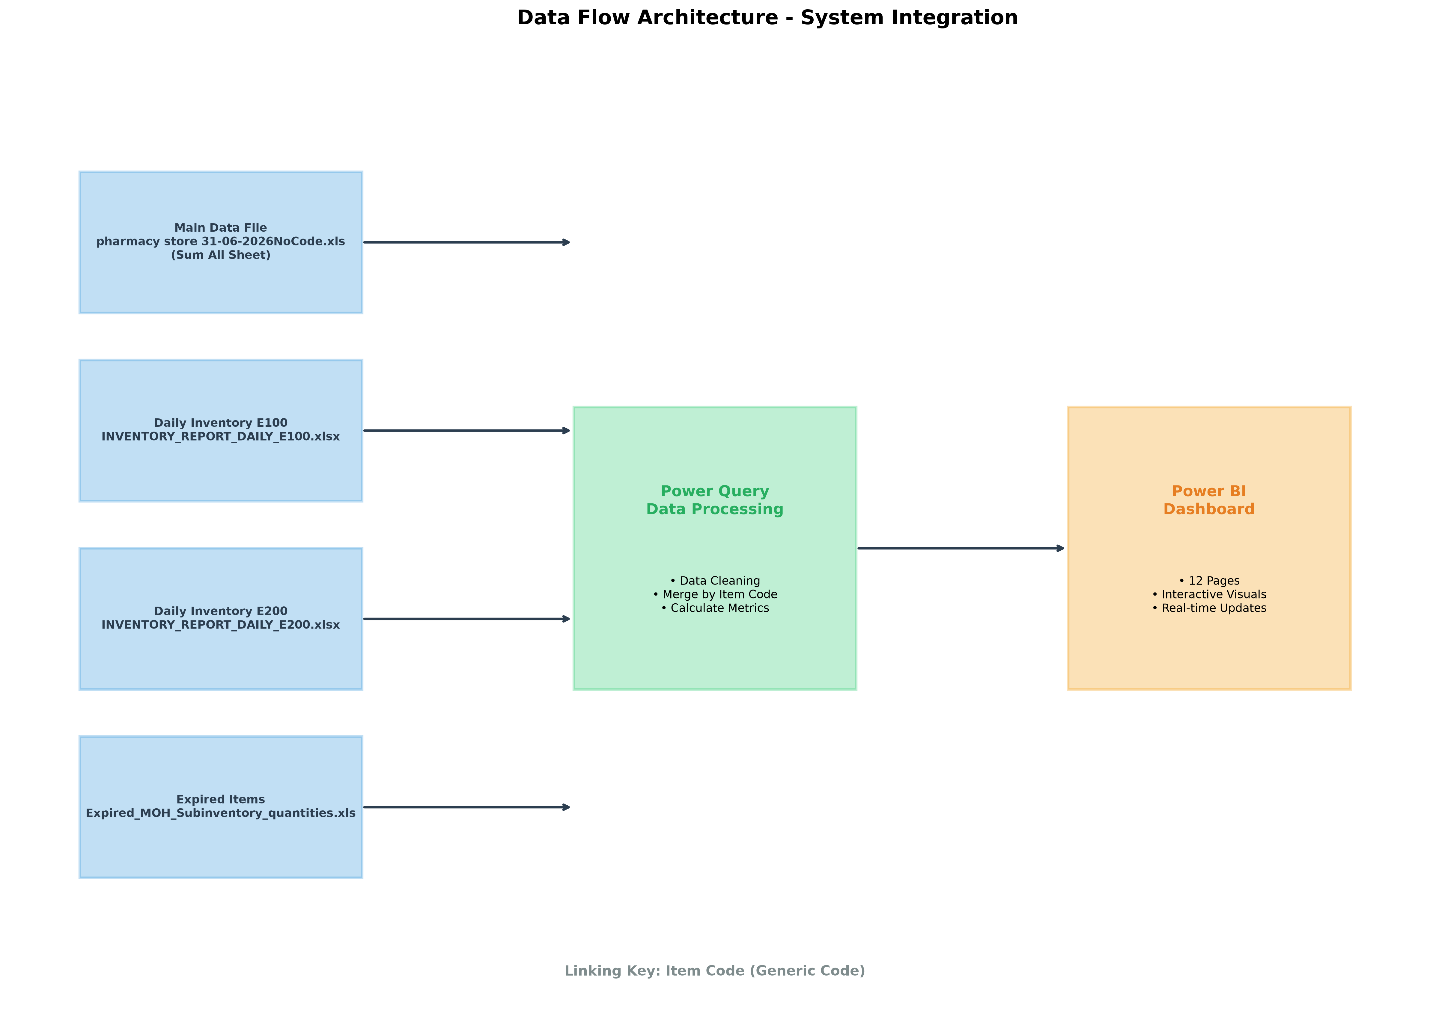 Data Flow Architecture - System Integration
Main Data File
pharmacy store 31-06-2026NoCode.xls
(Sum All Sheet)
Daily Inventory E100
INVENTORY_REPORT_DAILY_E100.xlsx
Daily Inventory E200
INVENTORY_REPORT_DAILY_E200.xlsx
Expired Items
Expired_MOH_Subinventory_quantities.xls
Power Query
Data Processing
• Data Cleaning
• Merge by Item Code
• Calculate Metrics
Power BI
Dashboard
• 12 Pages
• Interactive Visuals
• Real-time Updates
Linking Key: Item Code (Generic Code)